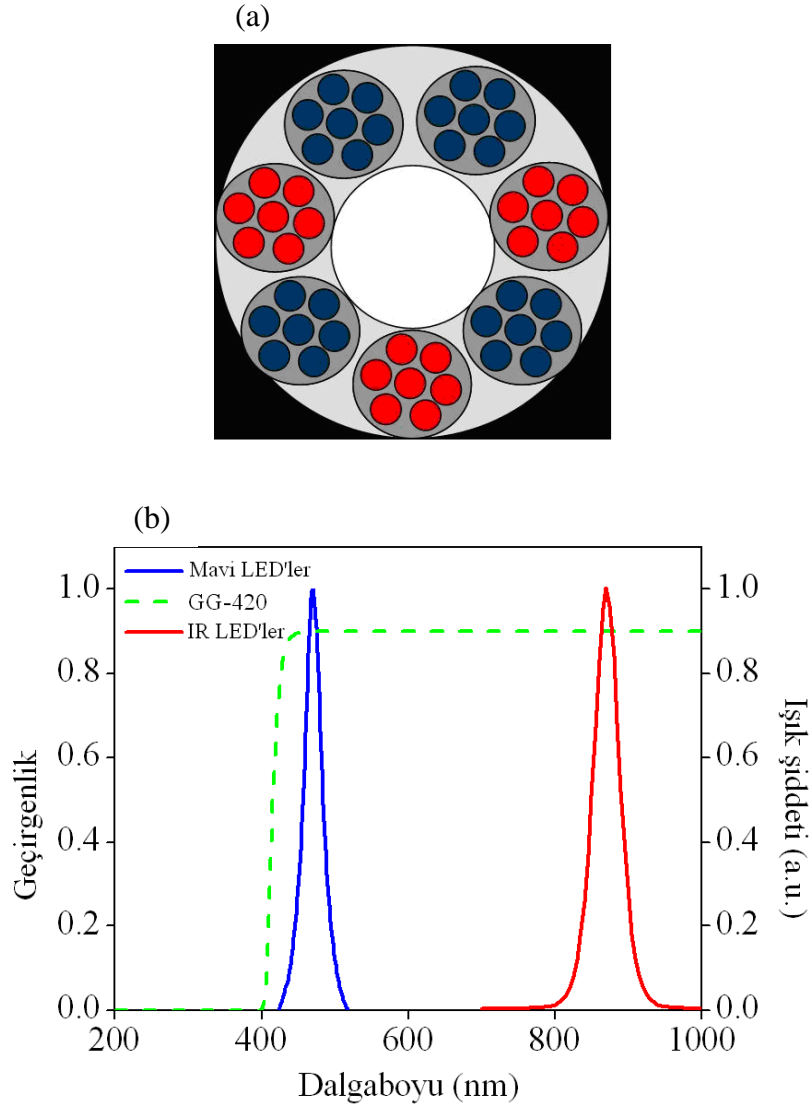 (a)
(b)
Mavi LED'ler
GG-420
IR LED'ler
1.0
0.8
0.6
0.4
0.2
0.0
Geçirgenlik
1.0
0.8
0.6
0.4
0.2
0.0
Işık şiddeti (a.u.)
200
400
600
800
1000
Dalgaboyu (nm)